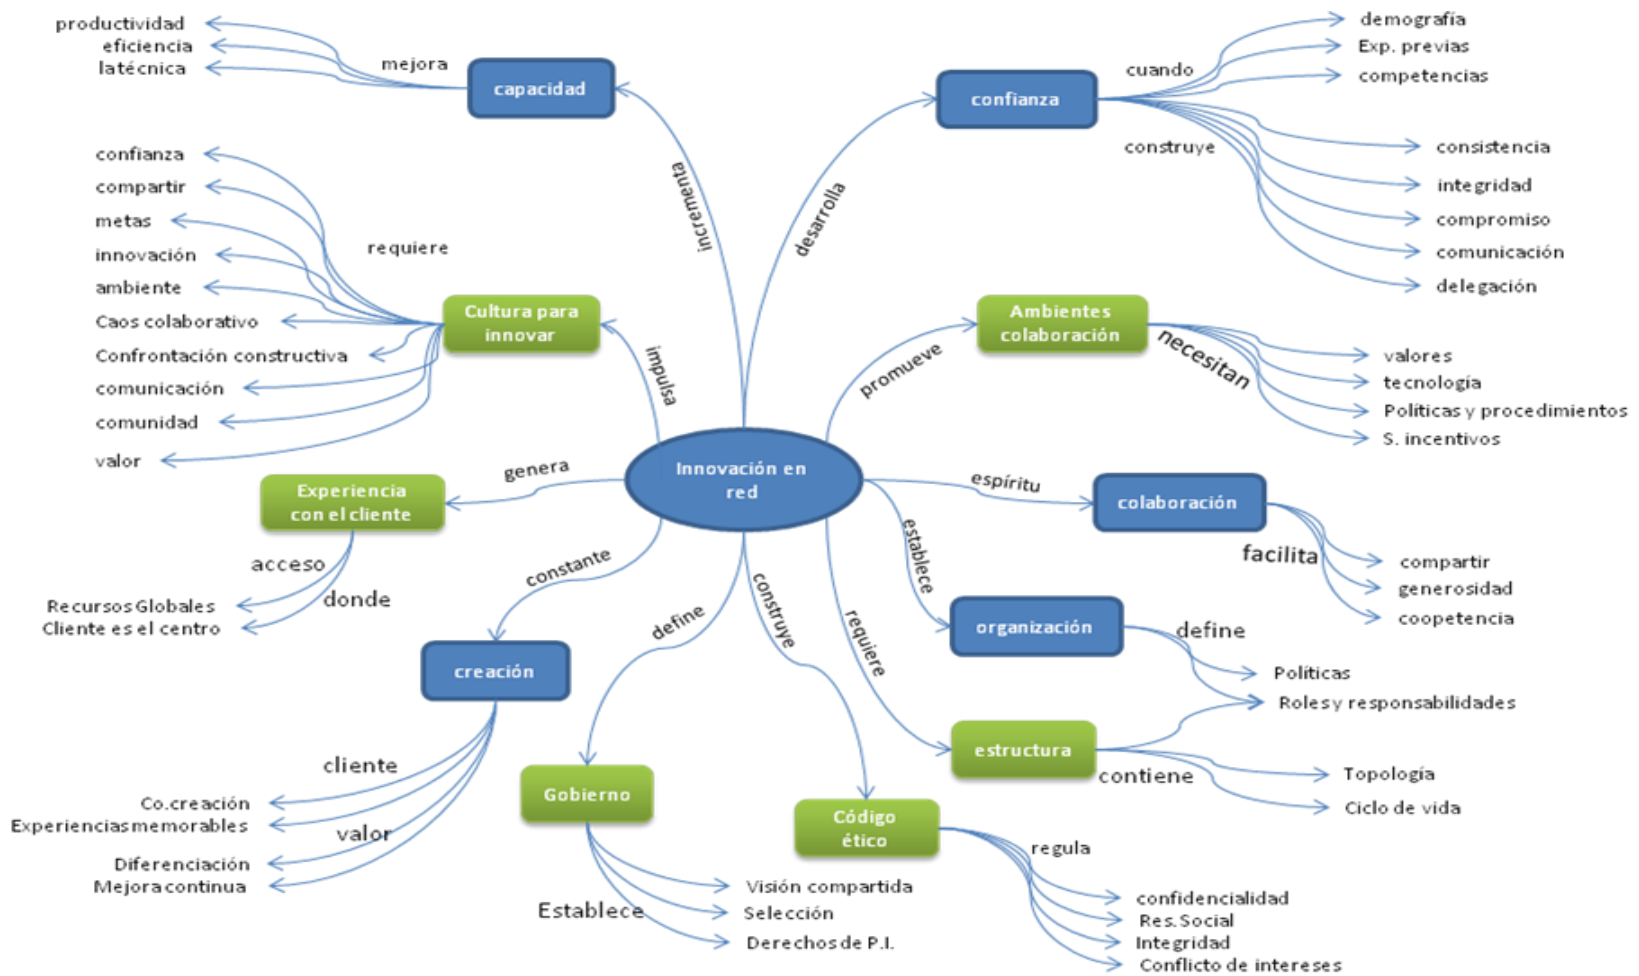 productividad
eficiencia
la técnica
mejora
capacidad
incrementa
desarrolla
confianza
cuando
demografía
Exp. previas
competencias
construye
consistencia
integridad
compromiso
comunicación
delegación
confianza
compartir
metas
innovación
ambiente
Caos colaborativo
Confrontación constructiva
comunicación
comunidad
valor
requiere
Cultura para
innovar
impulsa
promueve
Ambientes
colaboración
necesitan
valores
tecnología
Políticas y procedimientos
S. incentivos
Innovación en
red
genera
Experiencia
con el cliente
acceso
donde
Recursos Globales
Cliente es el centro
espíritu
colaboración
facilita
compartir
generosidad
coopetencia
establece
organización
define
Políticas
Roles y responsabilidades
constante
creación
cliente
Co.creación
Experiencias memorables
valor
Diferenciación
Mejora continua
define
Gobierno
Establece
Visión compartida
Selección
Derechos de P.I.
construye
Código
ético
regula
confidencialidad
Res. Social
Integridad
Conflicto de intereses
requiere
estructura
contiene
Topología
Ciclo de vida